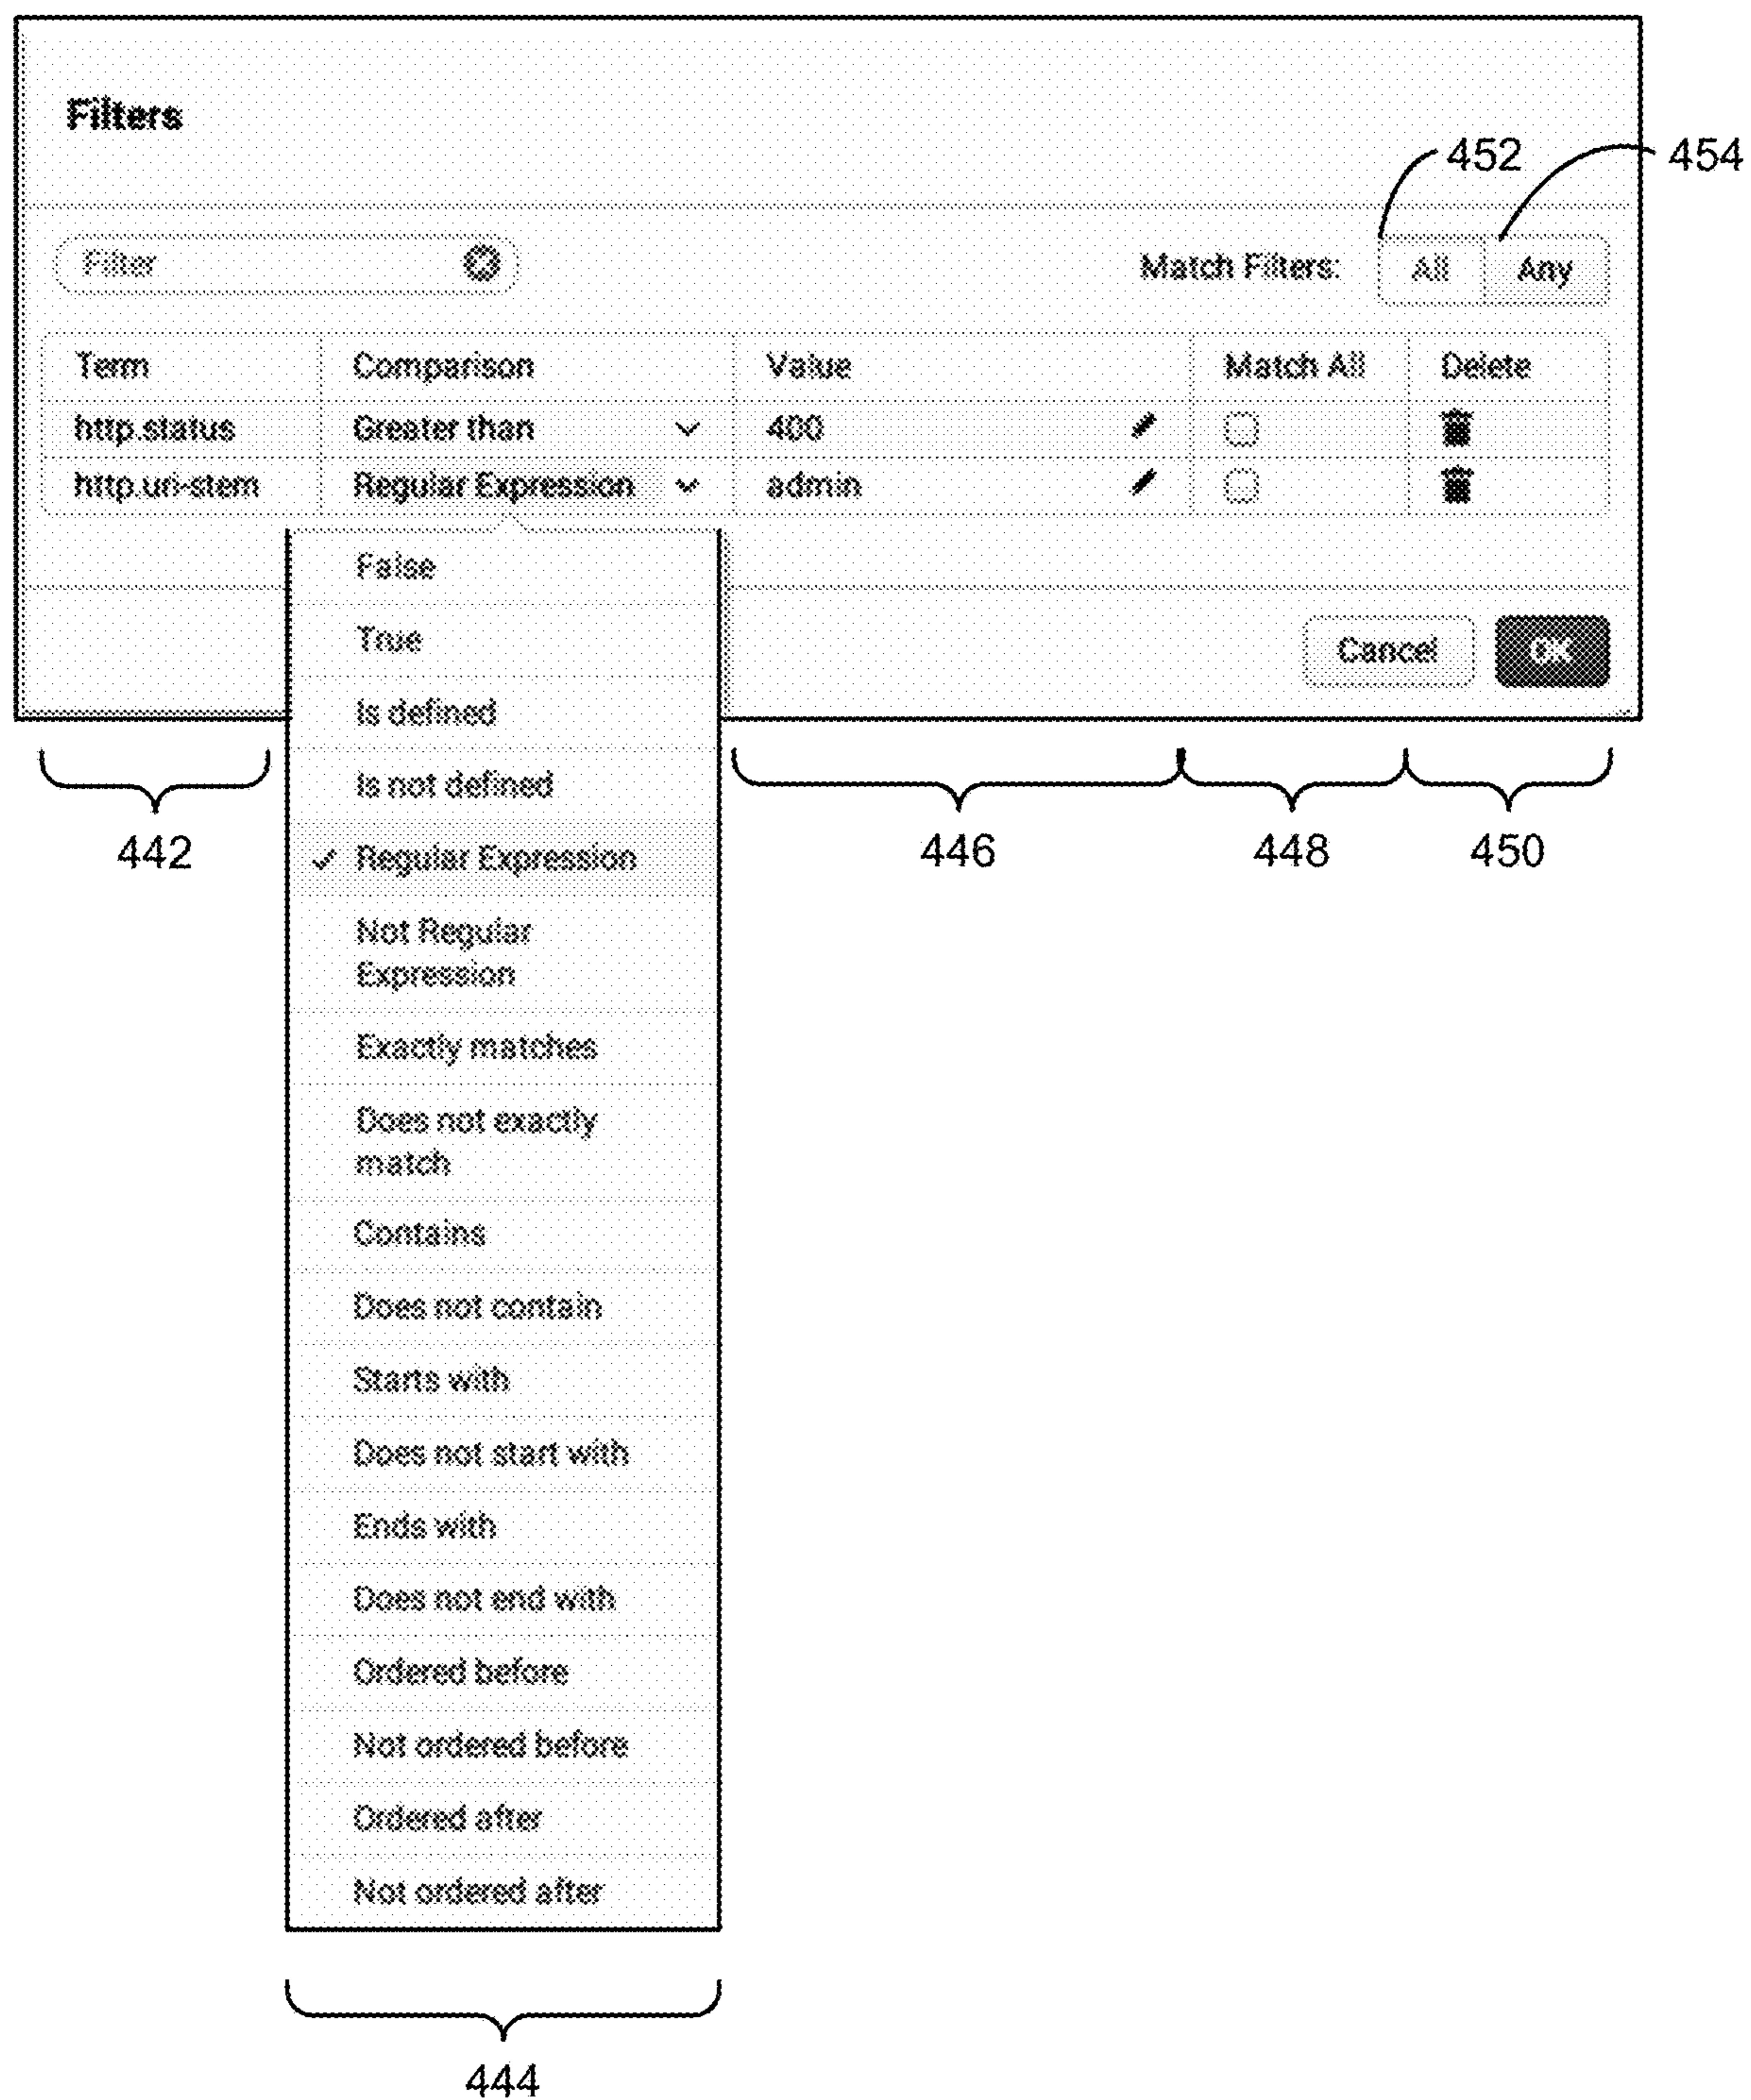 Filters
452
454
Filter
Match Filters:
All
Any
Term
Comparison
Value
Match All
Delete
http.status
Greater than
400
http.uri-stem
Regular Expression
admin
False
True
Is defined
Is not defined
Regular Expression
Not Regular
Expression
Exactly matches
Does not exactly
match
Contains
Does not contain
Starts with
Does not start with
Ends with
Does not end with
Ordered before
Not ordered before
Ordered after
Not ordered after
Cancel
OK
442
446
448
450
444